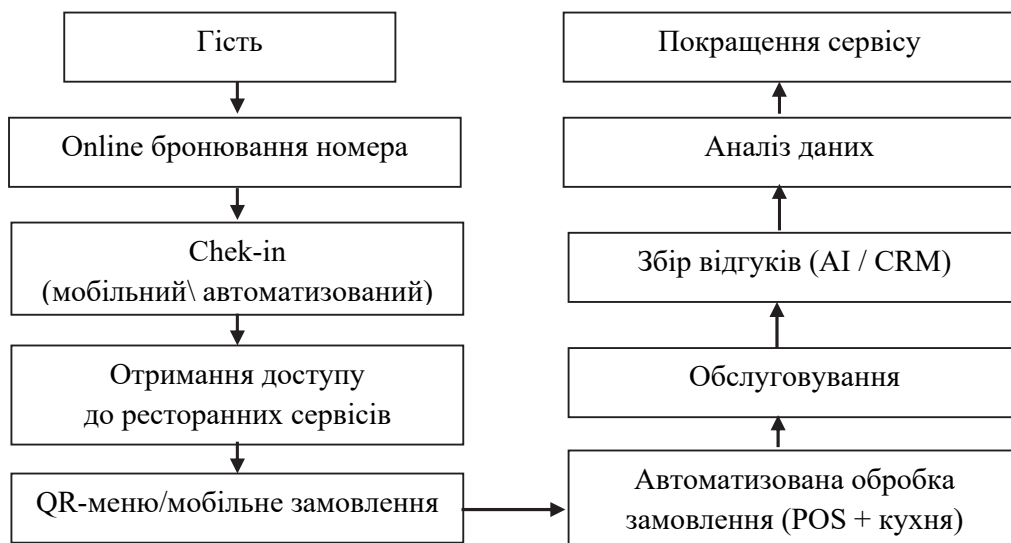 Гість
Online бронювання номера
Chek-in
(мобільний\ автоматизований)
Отримання доступу
до ресторанних сервісів
QR-меню/мобільне замовлення
Автоматизована обробка
замовлення (POS + кухня)
Обслуговування
Збір відгуків (AI / CRM)
Аналіз даних
Покращення сервісу